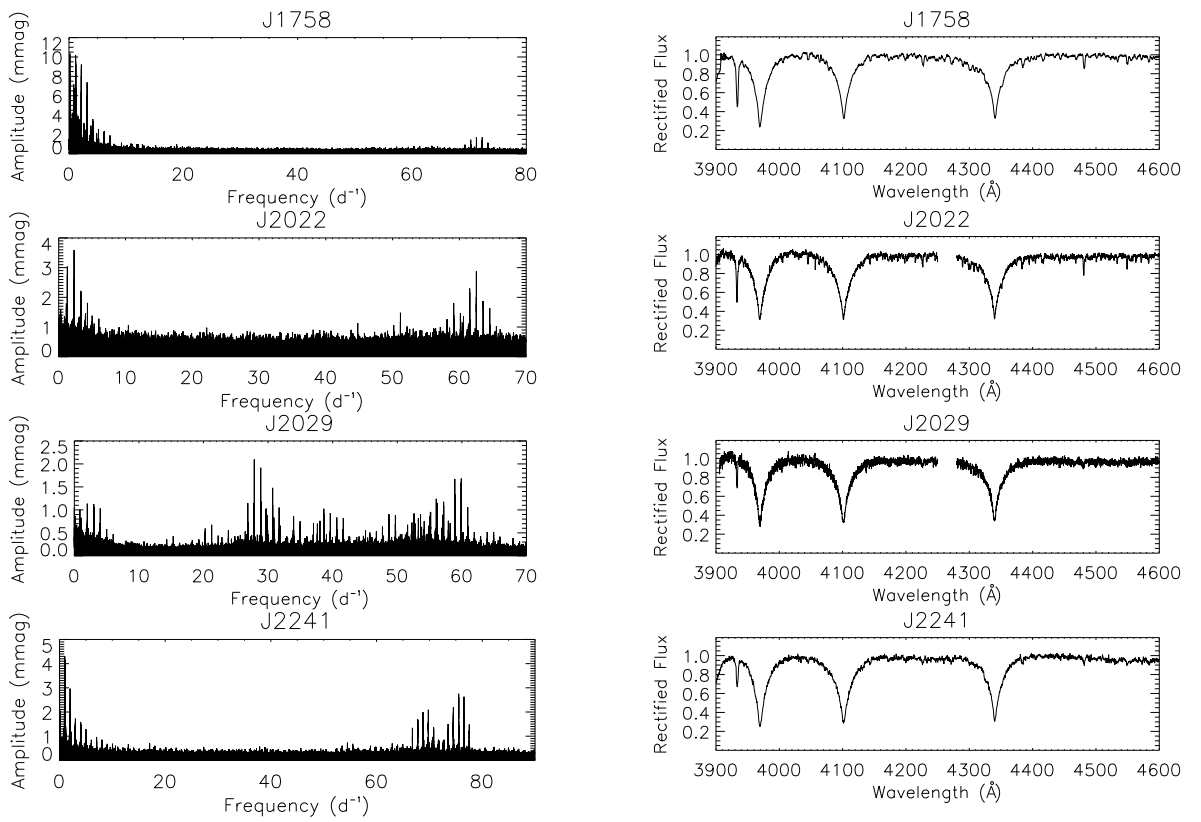 J1758
Amplitude (mmag)
12
10
8
6
4
2
0
0 20 40 60 80
Frequency (d⁻¹)
J1758
Rectified Flux
1.0
0.8
0.6
0.4
0.2
3900 4000 4100 4200 4300 4400 4500 4600
Wavelength (Å)
J2022
Amplitude (mmag)
4
3
2
1
0
0 10 20 30 40 50 60 70
Frequency (d⁻¹)
J2022
Rectified Flux
1.0
0.8
0.6
0.4
0.2
3900 4000 4100 4200 4300 4400 4500 4600
Wavelength (Å)
J2029
Amplitude (mmag)
2.5
2.0
1.5
1.0
0.5
0.0
0 10 20 30 40 50 60 70
Frequency (d⁻¹)
J2029
Rectified Flux
1.0
0.8
0.6
0.4
0.2
3900 4000 4100 4200 4300 4400 4500 4600
Wavelength (Å)
J2241
Amplitude (mmag)
5
4
3
2
1
0
0 20 40 60 80
Frequency (d⁻¹)
J2241
Rectified Flux
1.0
0.8
0.6
0.4
0.2
3900 4000 4100 4200 4300 4400 4500 4600
Wavelength (Å)